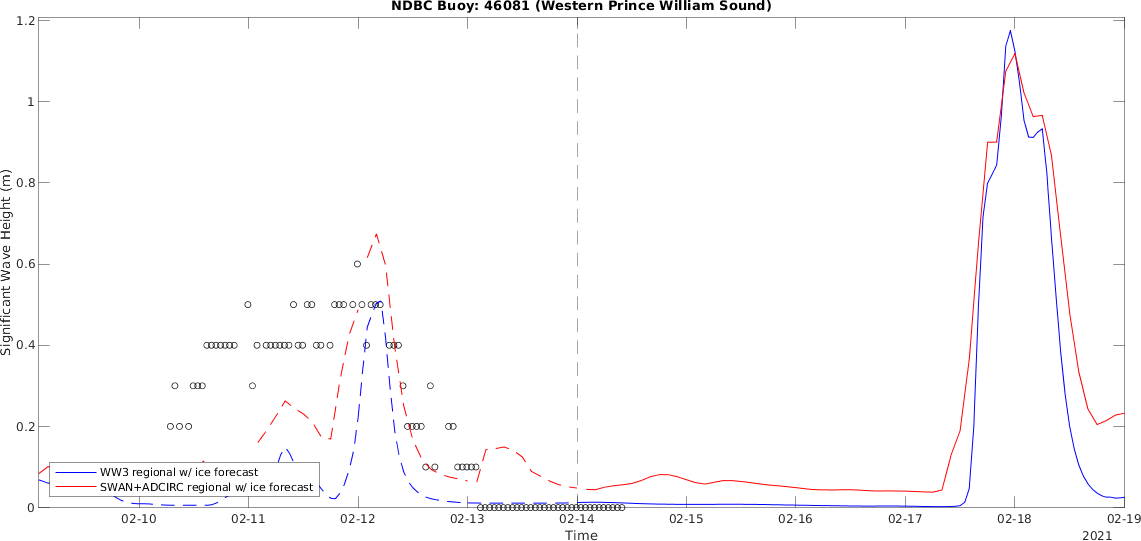 NDBC Buoy: 46081 (Western Prince William Sound)
1.2
1
0.8
0.6
0.4
0.2
0
Significant Wave Height (m)
WW3 regional w/ ice forecast
SWAN+ADCIRC regional w/ ice forecast
02-10 02-11 02-12 02-13 02-14 02-15 02-16 02-17 02-18 02-19
Time
2021